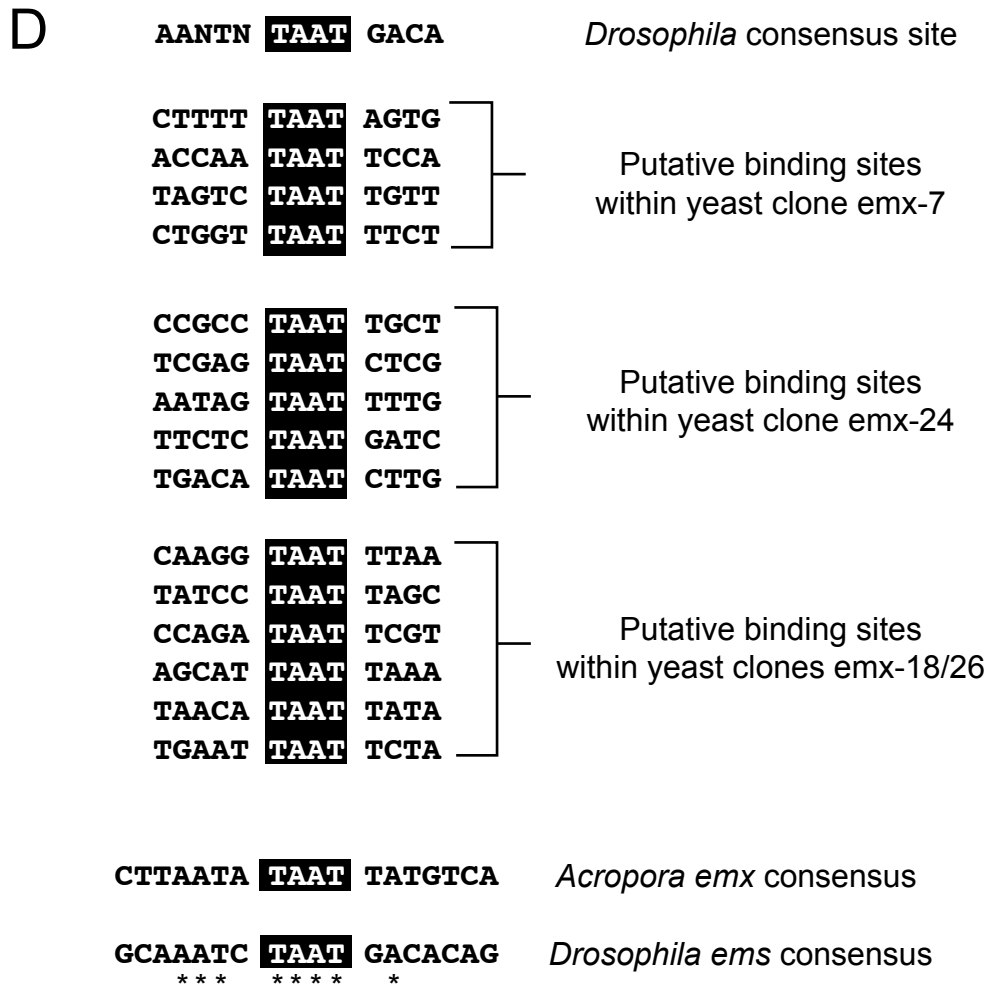 D
AANTN TAAT GACA Drosophila consensus site
CTTTT TAAT AGTG
ACCAA TAAT TCCA
TAGTC TAAT TGTT
CTGGT TAAT TTCT
Putative binding sites
within yeast clone emx-7
CCGCC TAAT TGCT
TCGAG TAAT CTCG
AATAG TAAT TTTG
TTCTC TAAT GATC
TGACA TAAT CTTG
Putative binding sites
within yeast clone emx-24
CAAGG TAAT TTAA
TATCC TAAT TAGC
CCAGA TAAT TCGT
AGCAT TAAT TAAA
TAACA TAAT TATA
TGAAT TAAT TCTA
Putative binding sites
within yeast clones emx-18/26
CTTAATA TAAT TATGTCA Acropora emx consensus
GCAAATC TAAT GACACAG Drosophila ems consensus
* * * * * * * *